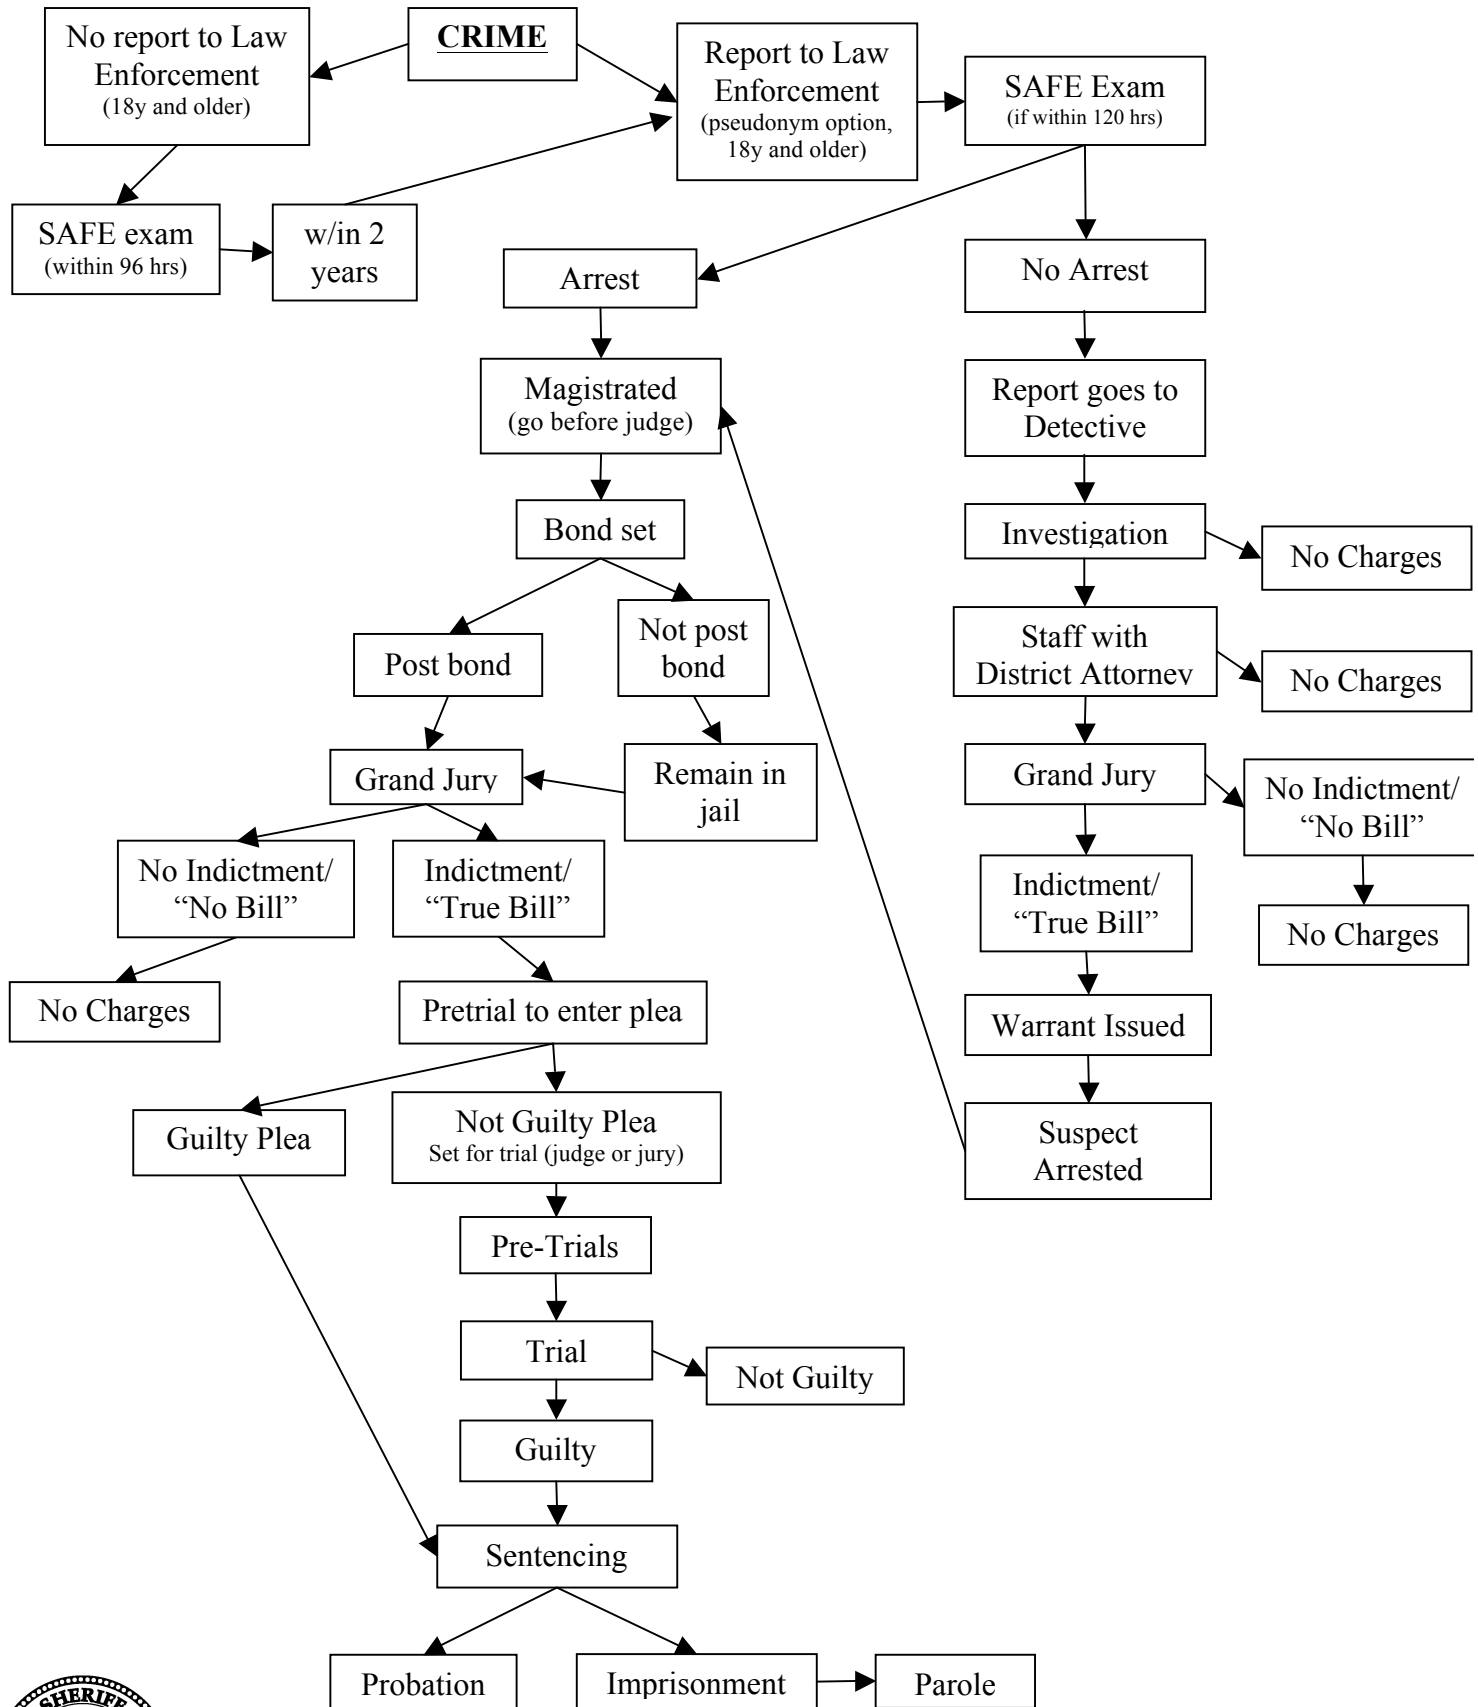 No report to Law
Enforcement
(18y and older)
CRIME
Report to Law
Enforcement
(pseudonym option,
18y and older)
SAFE Exam
(if within 120 hrs)
SAFE exam
(within 96 hrs)
w/in 2
years
Arrest
No Arrest
Magistrated
(go before judge)
Report goes to
Detective
Bond set
Investigation
No Charges
Post bond
Not post
bond
Staff with
District Attorney
No Charges
Grand Jury
Remain in
jail
Grand Jury
No Indictment/
“No Bill”
No Indictment/
“No Bill”
Indictment/
“True Bill”
Indictment/
“True Bill”
No Charges
No Charges
Pretrial to enter plea
Warrant Issued
Guilty Plea
Not Guilty Plea
Set for trial (judge or jury)
Suspect
Arrested
Pre-Trials
Trial
Not Guilty
Guilty
Sentencing
Probation
Imprisonment
Parole
SHERIFF